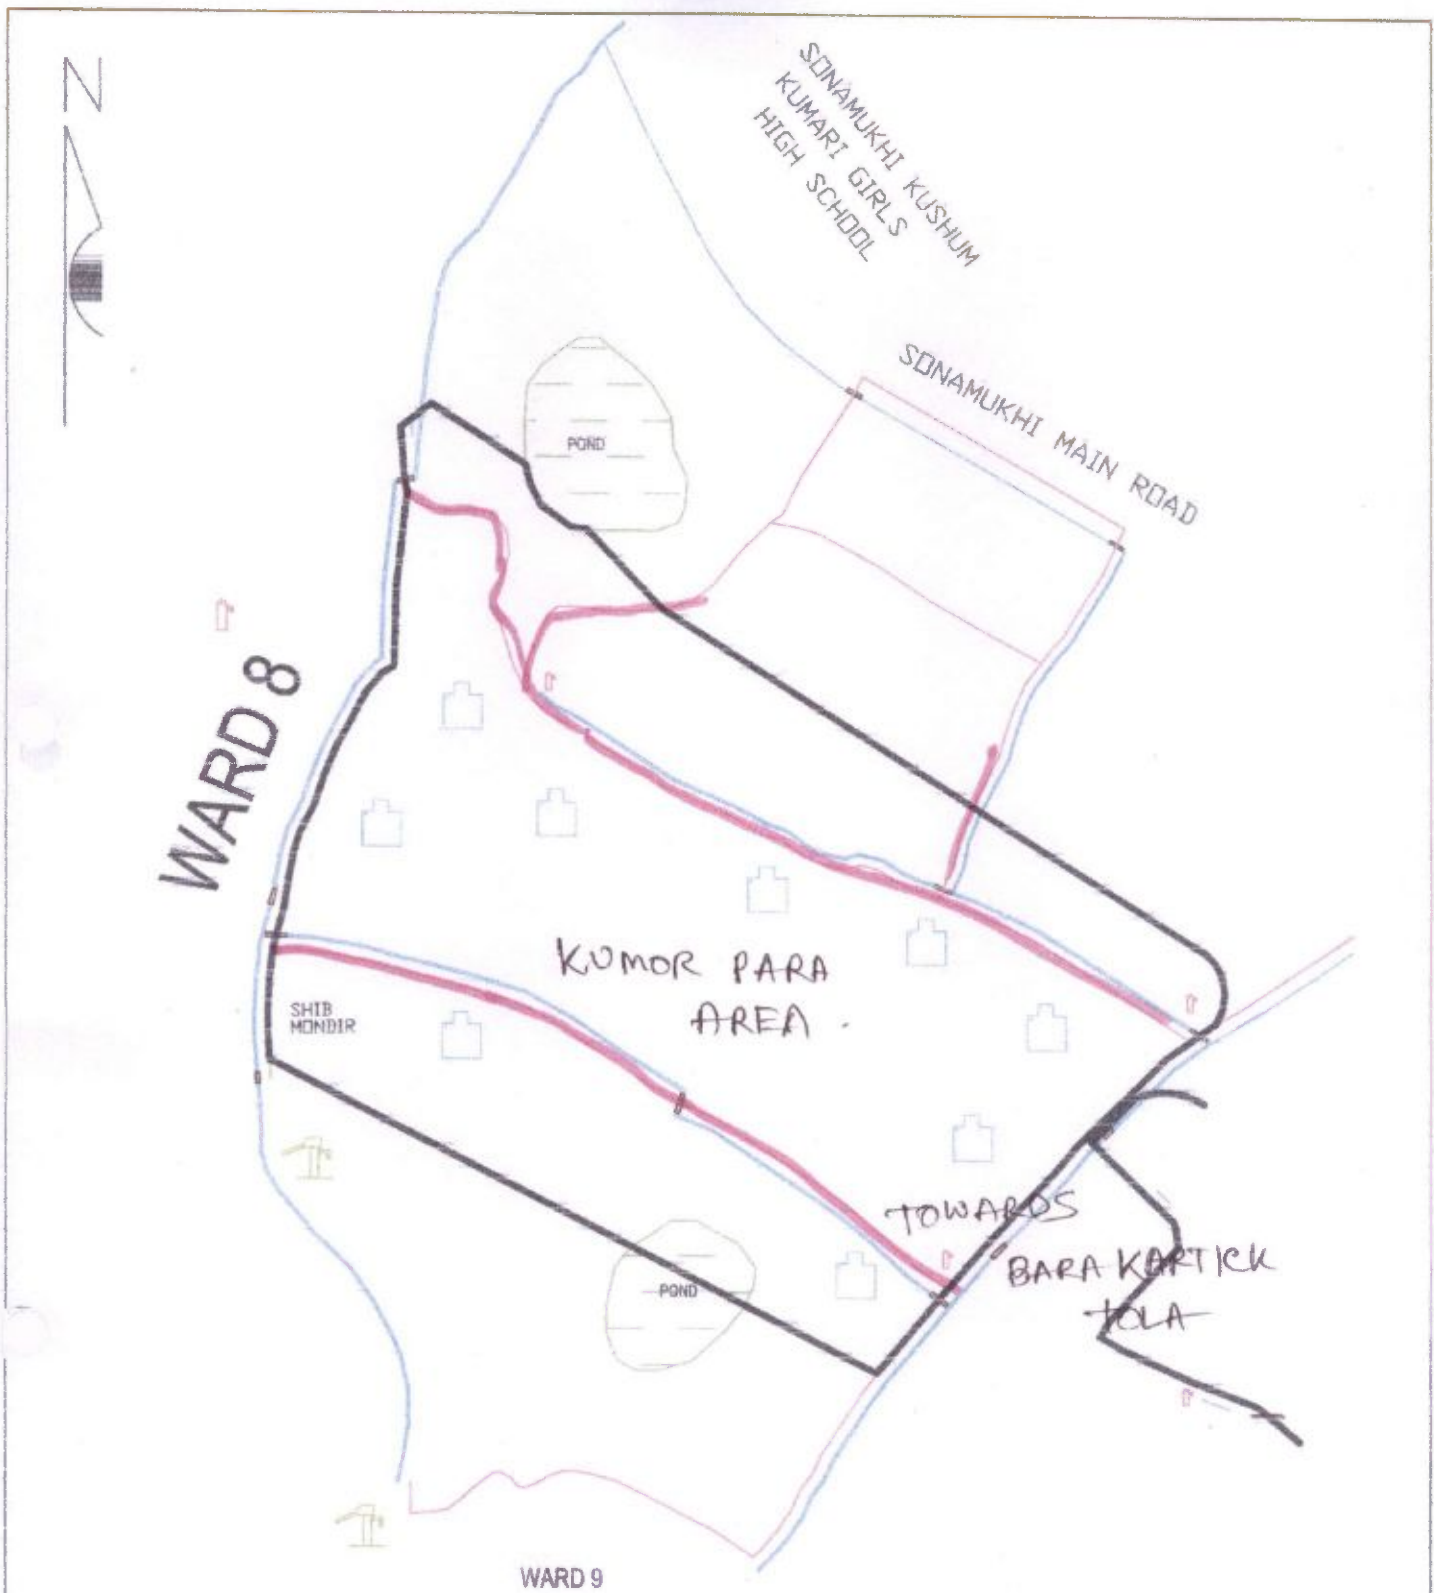 N
SONAMUKHI KUSHUM
KUMARI GIRLS
HIGH SCHOOL
SONAMUKHI MAIN ROAD
POND
WARD 8
KUMOR PARA
AREA.
SHIB
MONDIR
TOWARDS
BARA KARTICK
TOLA
POND
WARD 9